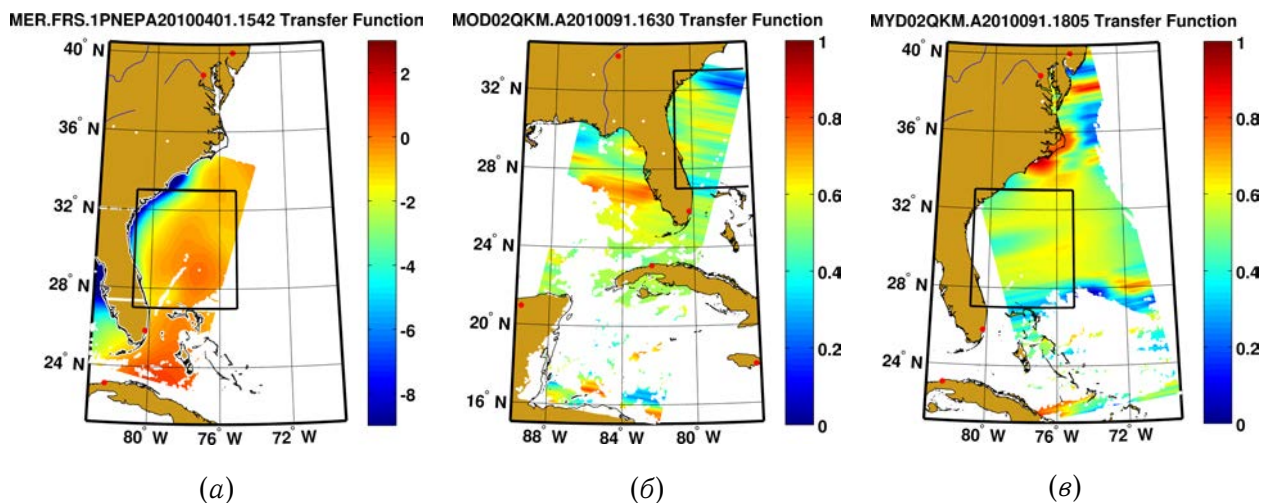 MER.FRS.1PNEPA20100401.1542 Transfer Function
40° N
36° N
32° N
28° N
24° N
80° W
76° W
72° W
2
0
-2
-4
-6
-8
(а)
MOD02QKM.A2010091.1630 Transfer Function
32° N
28° N
24° N
20° N
16° N
88° W
84° W
80° W
1
0.8
0.6
0.4
0.2
0
(б)
MYD02QKM.A2010091.1805 Transfer Function
40° N
36° N
32° N
28° N
24° N
80° W
76° W
72° W
1
0.8
0.6
0.4
0.2
0
(в)